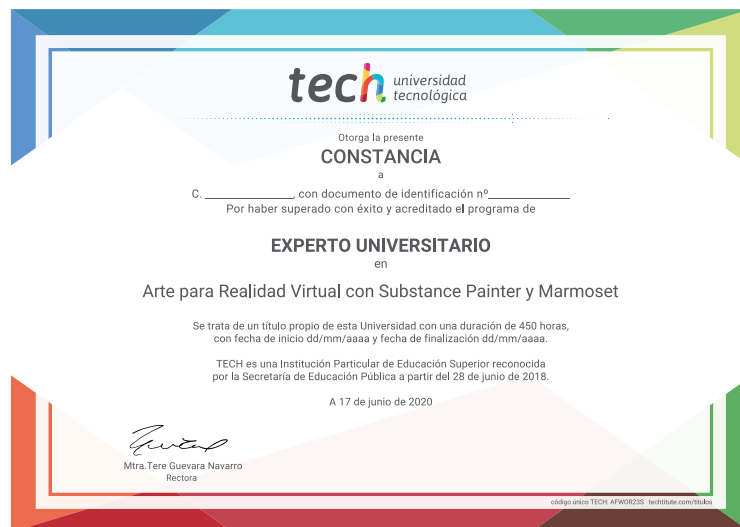 tech universidad
tecnológica
Otorga la presente
CONSTANCIA
a
C. ______________, con documento de identificación nº______________
Por haber superado con éxito y acreditado el programa de
EXPERTO UNIVERSITARIO
en
Arte para Realidad Virtual con Substance Painter y Marmoset
Se trata de un título propio de esta Universidad con una duración de 450 horas,
con fecha de inicio dd/mm/aaaa y fecha de finalización dd/mm/aaaa.
TECH es una Institución Particular de Educación Superior reconocida
por la Secretaría de Educación Pública a partir del 28 de junio de 2018.
A 17 de junio de 2020
Mtra.Tere Guevara Navarro
Rectora
código único TECH: AFWOR23S techtitute.com/titulos